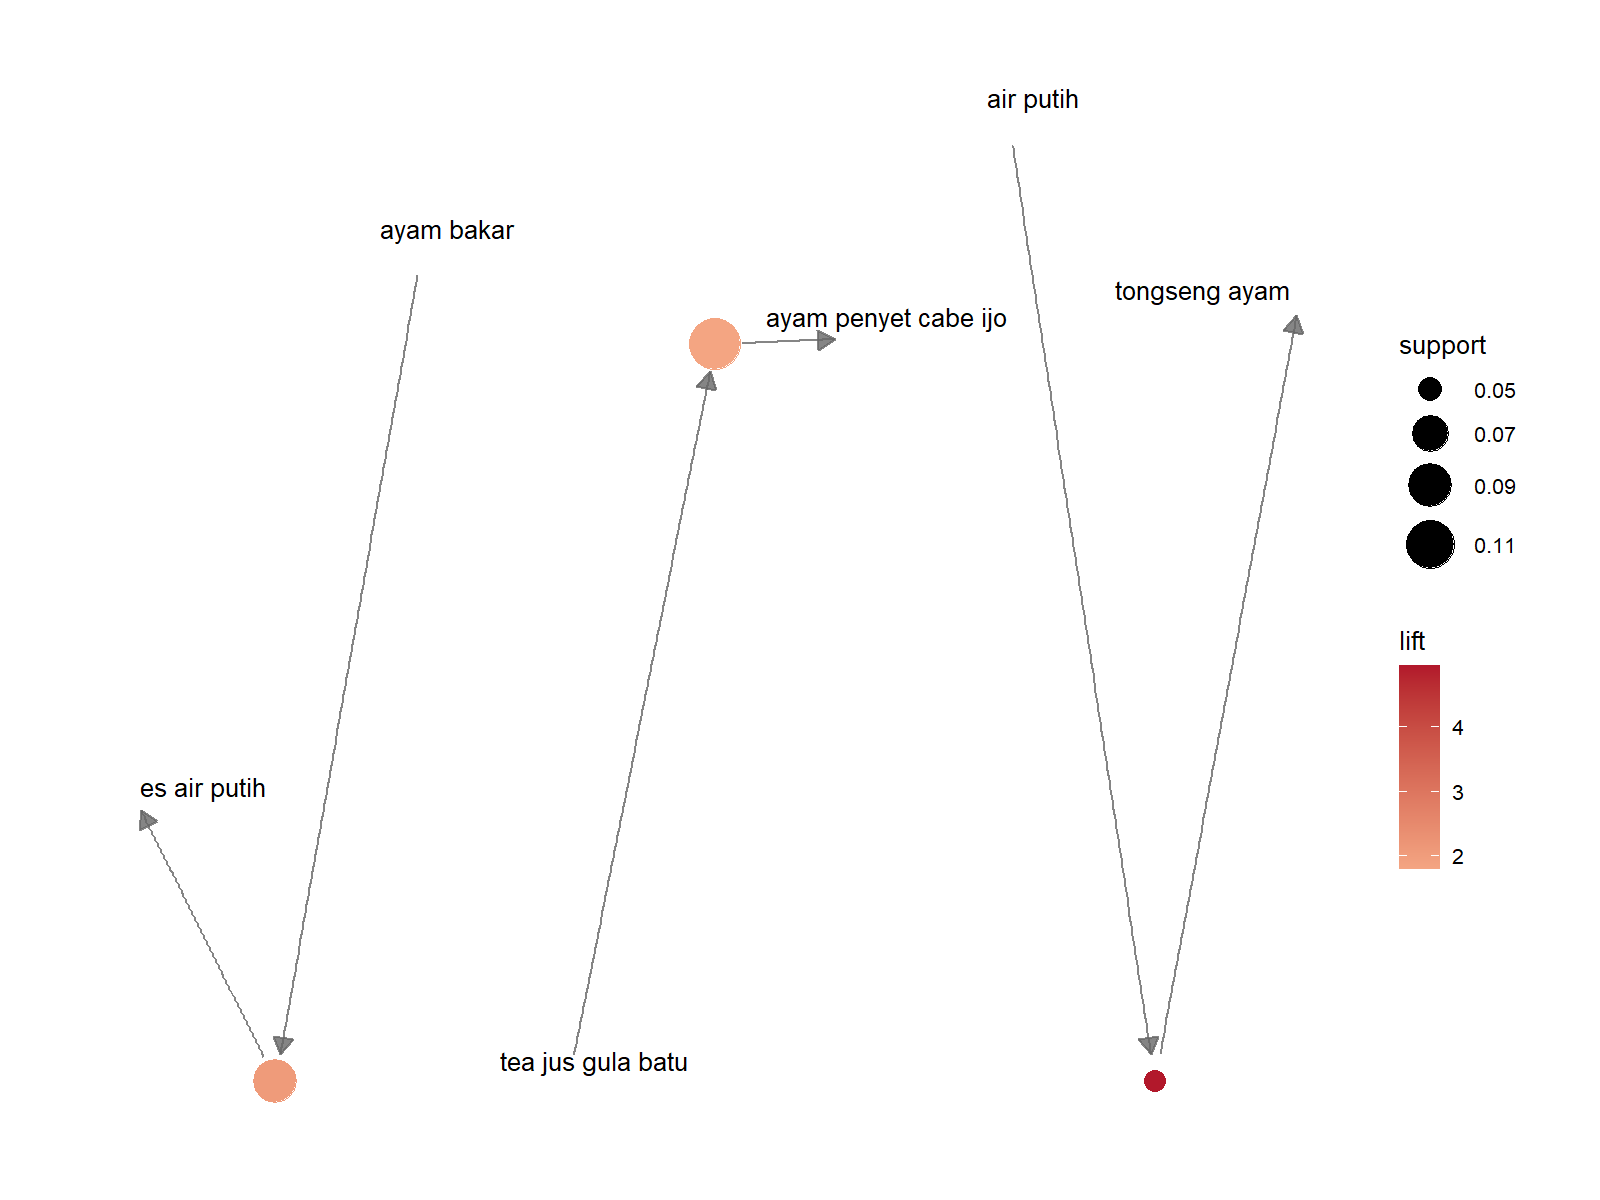 air putih
ayam bakar
tongseng ayam
ayam penyet cabe ijo
es air putih
tea jus gula batu
support
0.05
0.07
0.09
0.11
lift
4
3
2